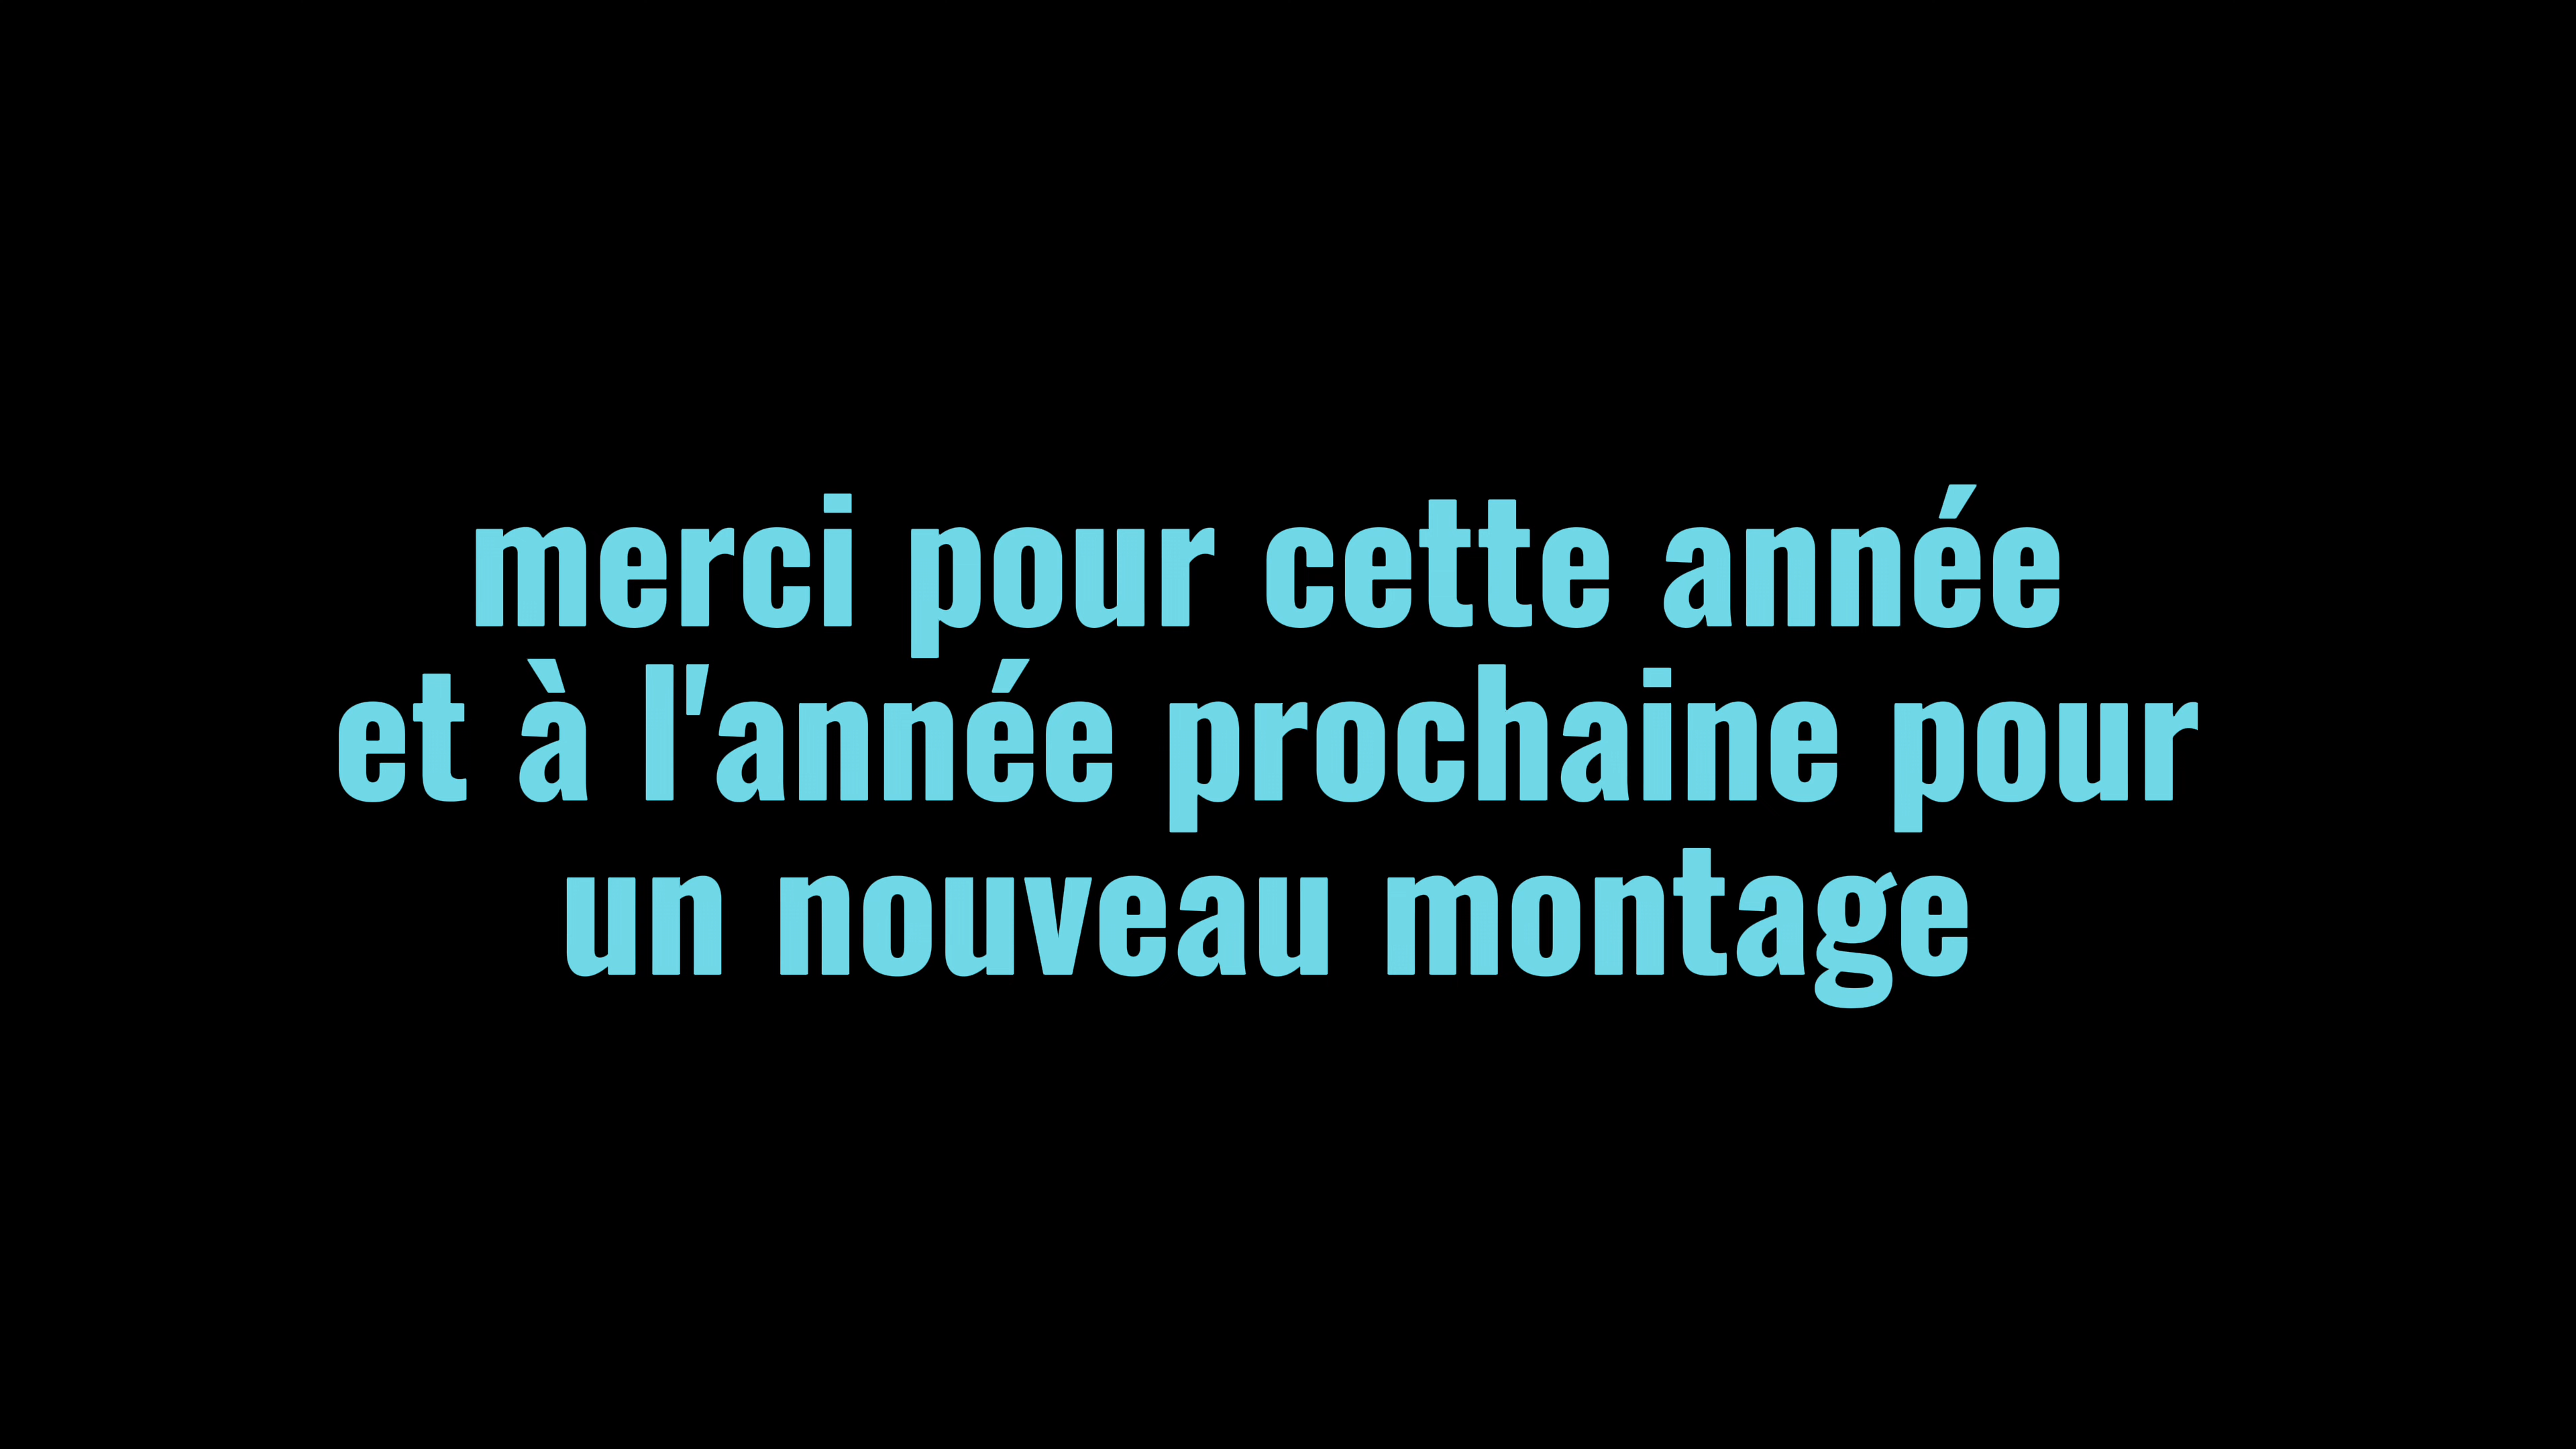 merci pour cette année
et à l'année prochaine pour
un nouveau montage